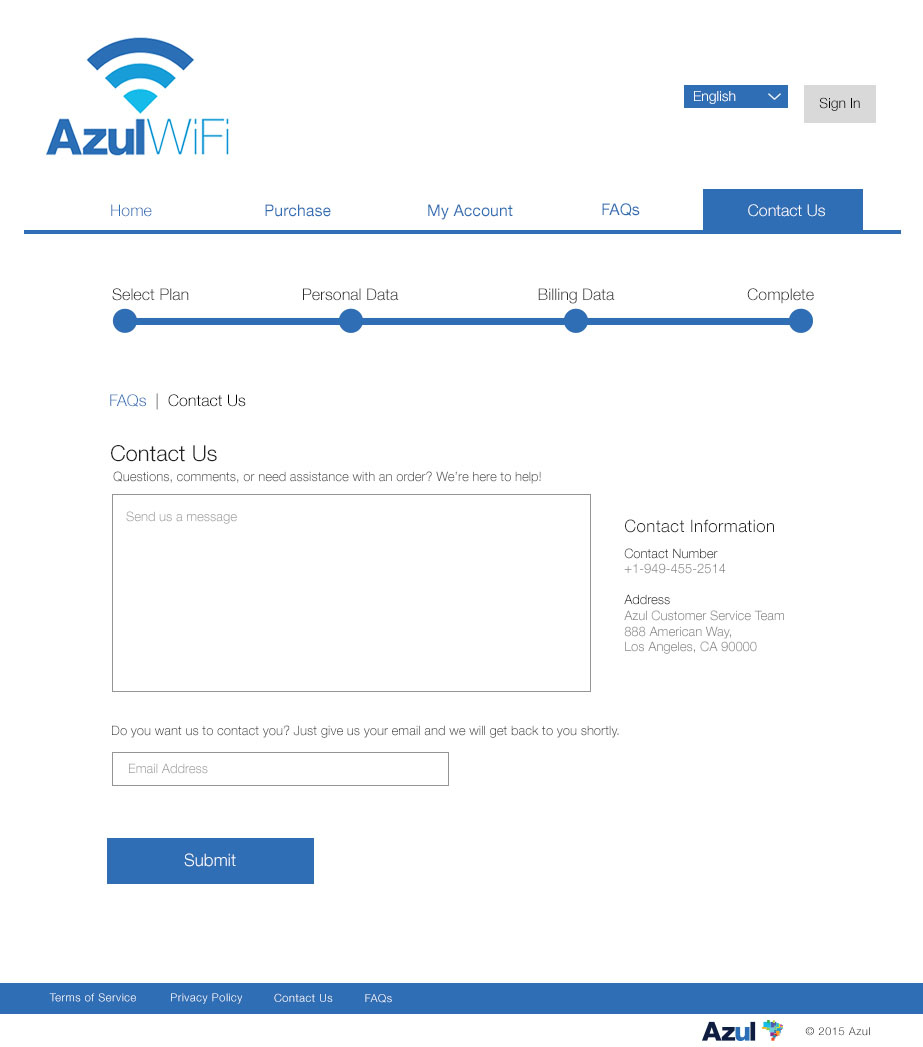 AzulWiFi
English
Sign In
Home
Purchase
My Account
FAQs
Contact Us
Select Plan
Personal Data
Billing Data
Complete
FAQs | Contact Us
Contact Us
Questions, comments, or need assistance with an order? We're here to help!
Send us a message
Contact Information
Contact Number
+1-949-455-2514
Address
Azul Customer Service Team
888 American Way,
Los Angeles, CA 90000
Do you want us to contact you? Just give us your email and we will get back to you shortly.
Email Address
Submit
Terms of Service
Privacy Policy
Contact Us
FAQs
Azul
© 2015 Azul